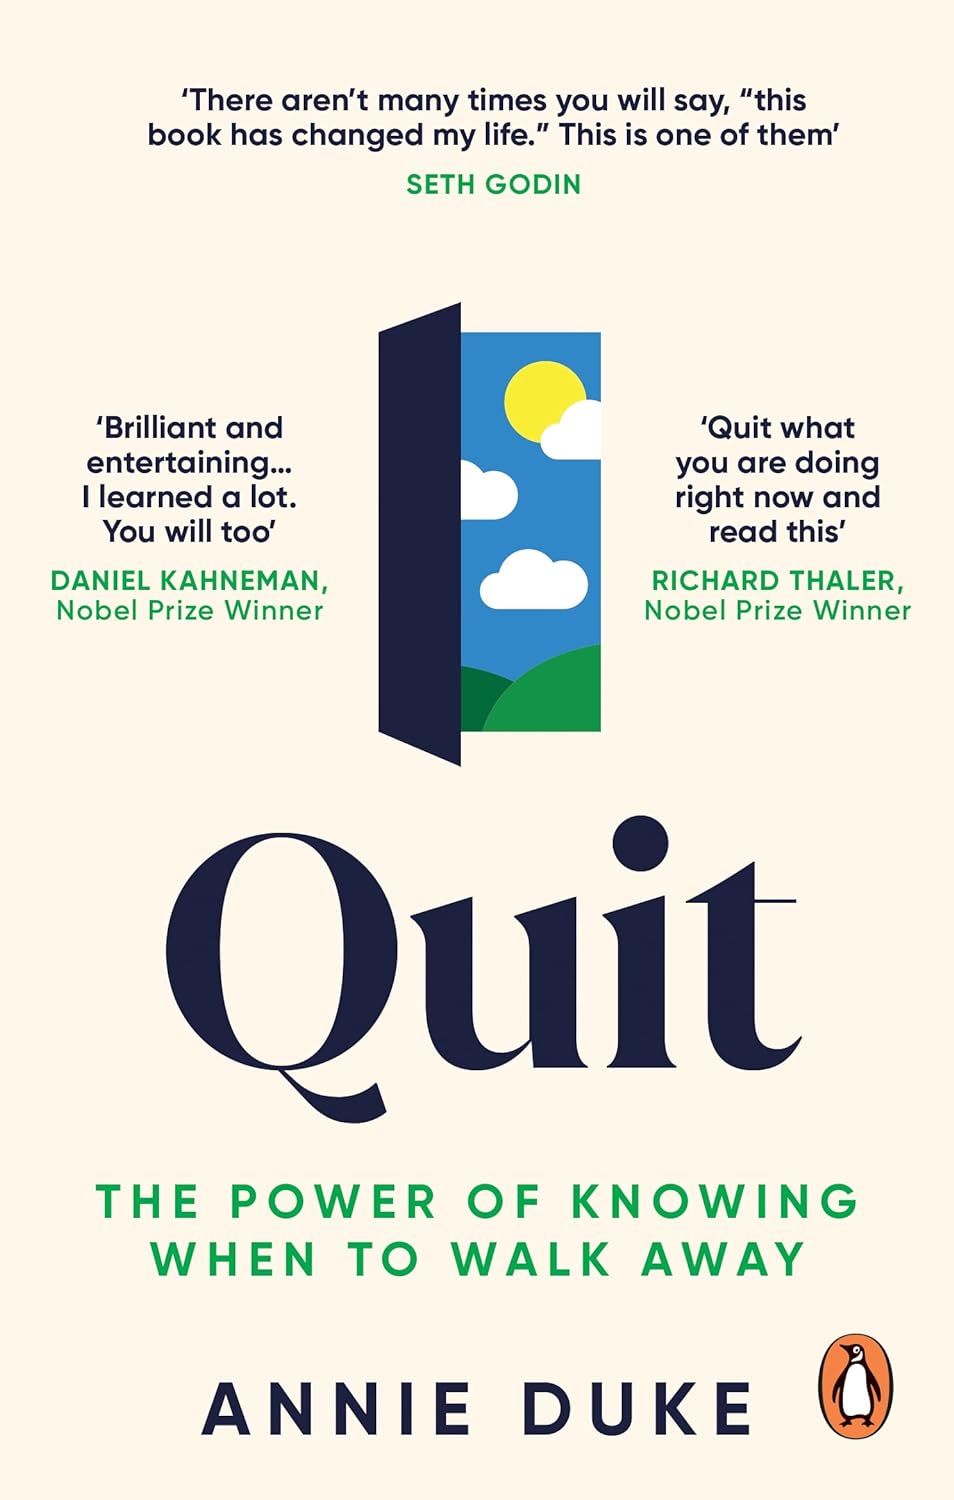 ‘There aren’t many times you will say, “this
book has changed my life.” This is one of them’
SETH GODIN
‘Brilliant and
entertaining...
I learned a lot.
You will too’
DANIEL KAHNEMAN,
Nobel Prize Winner
‘Quit what
you are doing
right now and
read this’
RICHARD THALER,
Nobel Prize Winner
Quit
THE POWER OF KNOWING
WHEN TO WALK AWAY
ANNIE DUKE